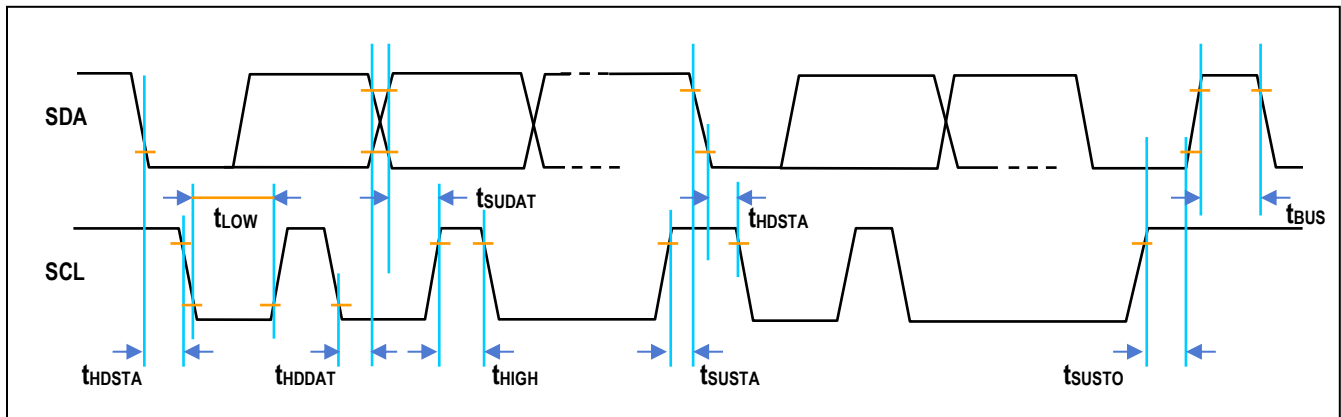 SDA
tSUDAT
tLOW
tHDSTA
tBUS
SCL
tHDSTA
tHDDAT
tHIGH
tSUSTA
tSUSTO